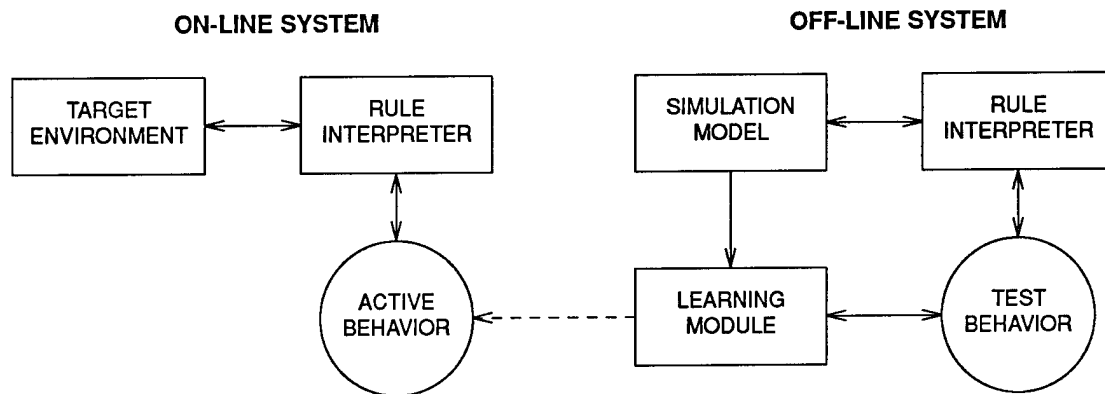 ON-LINE SYSTEM
OFF-LINE SYSTEM
TARGET
ENVIRONMENT
RULE
INTERPRETER
SIMULATION
MODEL
RULE
INTERPRETER
ACTIVE
BEHAVIOR
LEARNING
MODULE
TEST
BEHAVIOR